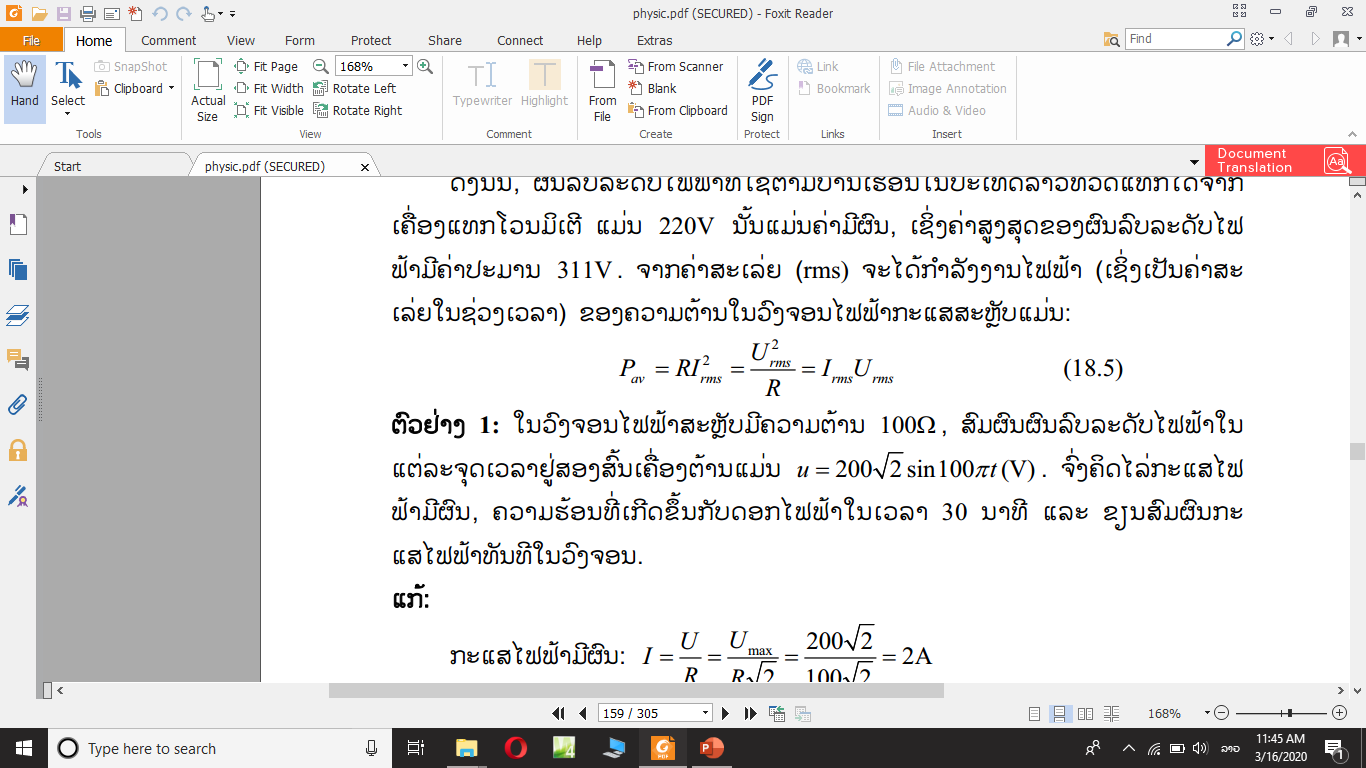 physic.pdf (SECURED) - Foxit Reader
File Home Comment View Form Protect Share Connect Help Extras Find
Hand
Select
SnapShot
Clipboard
Tools
Actual Size
Fit Page
Fit Width
Fit Visible
168%
Rotate Left
Rotate Right
View
Typewriter
Highlight
Comment
From File
From Scanner
Blank
From Clipboard
Create
PDF Sign
Protect
Link
Bookmark
Links
File Attachment
Image Annotation
Audio & Video
Insert
Start
physic.pdf (SECURED)
Document Translation
ເຄື່ອງແທກໂວນມິເຕີ ແມ່ນ 220V ນັ້ນແມ່ນຄ່າມີຜົນ, ເຊິ່ງຄ່າສູງສຸດຂອງຜົນລົບລະດັບໄຟ
ຟ້າມີຄ່າປະມານ 311V. ຈາກຄ່າສະເລ່ຍ (rms) ຈະໄດ້ກຳລັງງານໄຟຟ້າ (ເຊິ່ງເປັນຄ່າສະ
ເລ່ຍໃນຊ່ວງເວລາ) ຂອງຄວາມຕ້ານໃນວົງຈອນໄຟຟ້າກະແສສະຫຼັບແມ່ນ:
P_av = RI²_rms = U²_rms / R = I_rms U_rms (18.5)
ຕົວຢ່າງ 1: ໃນວົງຈອນໄຟຟ້າສະຫຼັບມີຄວາມຕ້ານ 100Ω, ສົມຜົນຜົນລົບລະດັບໄຟຟ້າໃນ
ແຕ່ລະຈຸດເວລາຢູ່ສອງສົ້ນເຄື່ອງຕ້ານແມ່ນ u = 200√2 sin100πt (V). ຈົ່ງຄິດໄລ່ກະແສໄຟ
ຟ້າມີຜົນ, ຄວາມຮ້ອນທີ່ເກີດຂຶ້ນກັບດອກໄຟຟ້າໃນເວລາ 30 ນາທີ ແລະ ຂຽນສົມຜົນກະ
ແສໄຟຟ້າທັນທີໃນວົງຈອນ.
ແກ້:
ກະແສໄຟຟ້າມີຜົນ: I = U/R = U_max / R√2 = 200√2 / 100√2 = 2A
159 / 305
168%
Type here to search
ລາວ
11:45 AM
3/16/2020